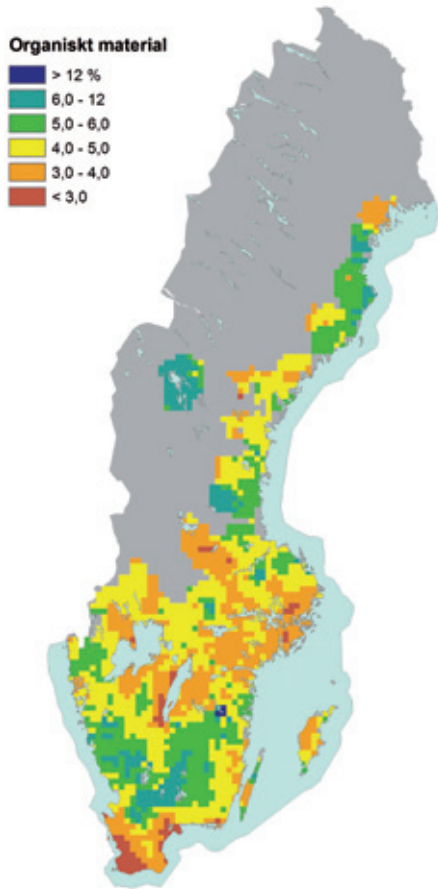 Organiskt material
> 12 %
6,0 - 12
5,0 - 6,0
4,0 - 5,0
3,0 - 4,0
< 3,0